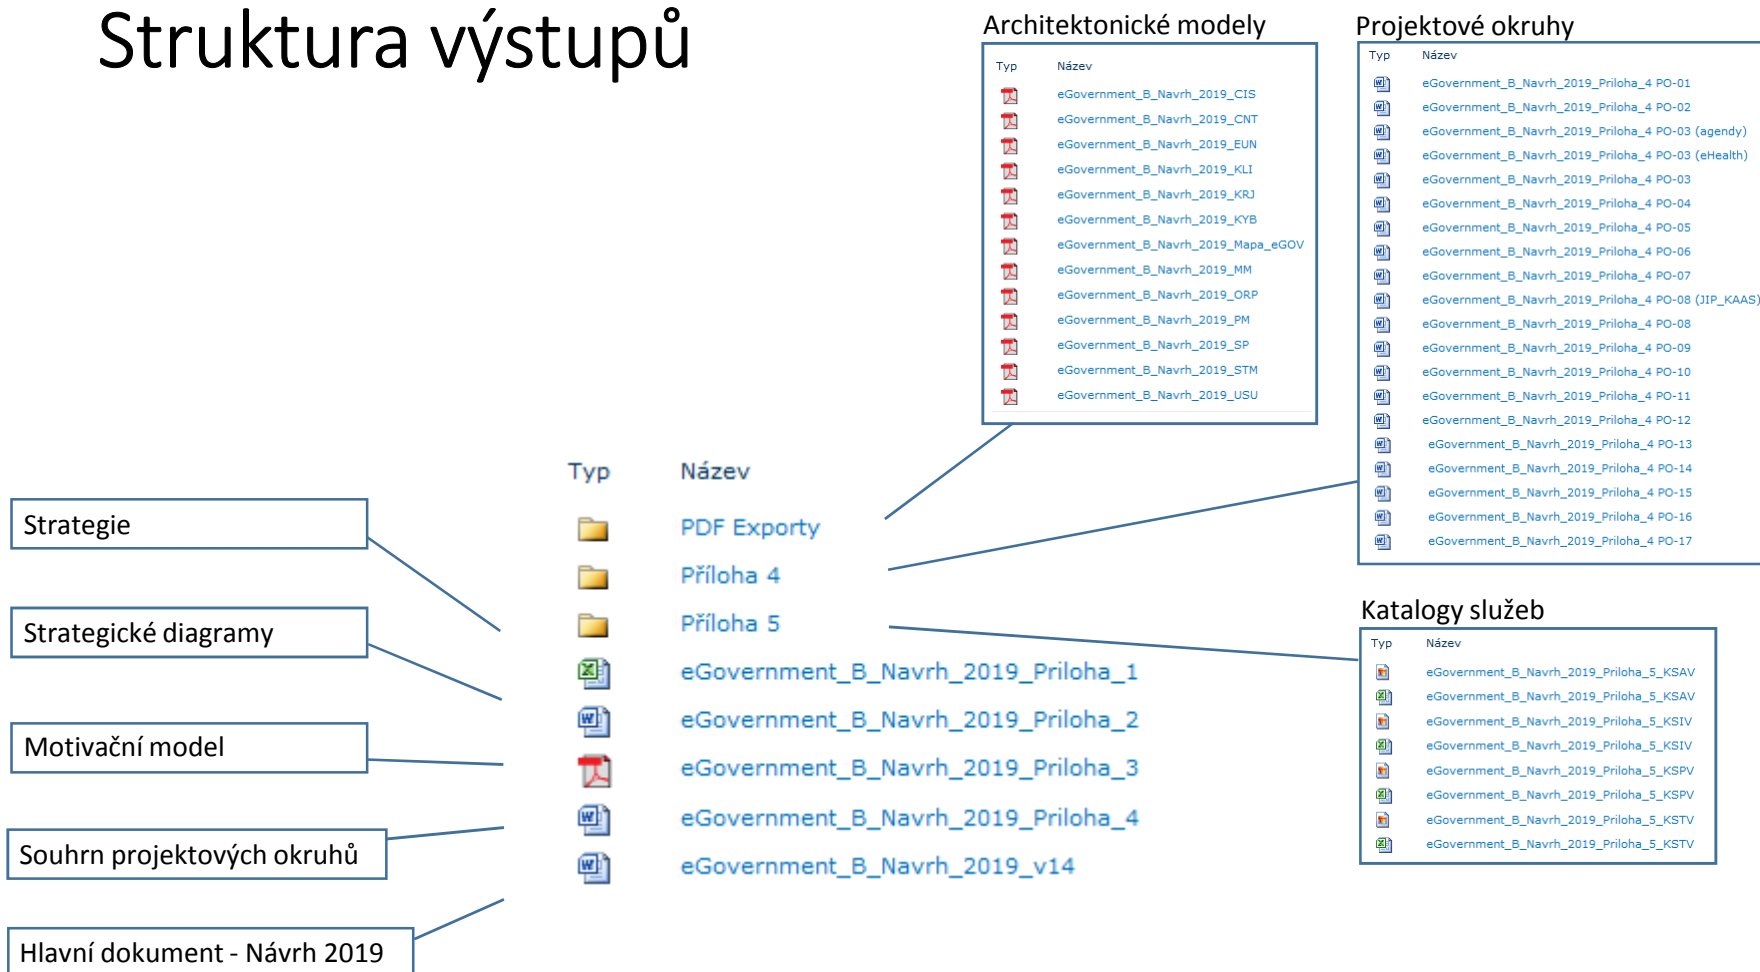 Struktura výstupů
Architektonické modely
Typ Název
eGovernment_B_Navrh_2019_CIS
eGovernment_B_Navrh_2019_CNT
eGovernment_B_Navrh_2019_EUN
eGovernment_B_Navrh_2019_KLI
eGovernment_B_Navrh_2019_KRJ
eGovernment_B_Navrh_2019_KYB
eGovernment_B_Navrh_2019_Mapa_eGOV
eGovernment_B_Navrh_2019_MM
eGovernment_B_Navrh_2019_ORP
eGovernment_B_Navrh_2019_PM
eGovernment_B_Navrh_2019_SP
eGovernment_B_Navrh_2019_STM
eGovernment_B_Navrh_2019_USU
Projektové okruhy
Typ Název
eGovernment_B_Navrh_2019_Priloha_4 PO-01
eGovernment_B_Navrh_2019_Priloha_4 PO-02
eGovernment_B_Navrh_2019_Priloha_4 PO-03 (agendy)
eGovernment_B_Navrh_2019_Priloha_4 PO-03 (eHealth)
eGovernment_B_Navrh_2019_Priloha_4 PO-03
eGovernment_B_Navrh_2019_Priloha_4 PO-04
eGovernment_B_Navrh_2019_Priloha_4 PO-05
eGovernment_B_Navrh_2019_Priloha_4 PO-06
eGovernment_B_Navrh_2019_Priloha_4 PO-07
eGovernment_B_Navrh_2019_Priloha_4 PO-08 (JIP_KAAS)
eGovernment_B_Navrh_2019_Priloha_4 PO-08
eGovernment_B_Navrh_2019_Priloha_4 PO-09
eGovernment_B_Navrh_2019_Priloha_4 PO-10
eGovernment_B_Navrh_2019_Priloha_4 PO-11
eGovernment_B_Navrh_2019_Priloha_4 PO-12
eGovernment_B_Navrh_2019_Priloha_4 PO-13
eGovernment_B_Navrh_2019_Priloha_4 PO-14
eGovernment_B_Navrh_2019_Priloha_4 PO-15
eGovernment_B_Navrh_2019_Priloha_4 PO-16
eGovernment_B_Navrh_2019_Priloha_4 PO-17
Strategie
Strategické diagramy
Motivační model
Souhrn projektových okruhů
Hlavní dokument - Návrh 2019
Typ Název
PDF Exporty
Příloha 4
Příloha 5
eGovernment_B_Navrh_2019_Priloha_1
eGovernment_B_Navrh_2019_Priloha_2
eGovernment_B_Navrh_2019_Priloha_3
eGovernment_B_Navrh_2019_Priloha_4
eGovernment_B_Navrh_2019_v14
Katalogy služeb
Typ Název
eGovernment_B_Navrh_2019_Priloha_5_KSAV
eGovernment_B_Navrh_2019_Priloha_5_KSAV
eGovernment_B_Navrh_2019_Priloha_5_KSIV
eGovernment_B_Navrh_2019_Priloha_5_KSIV
eGovernment_B_Navrh_2019_Priloha_5_KSPV
eGovernment_B_Navrh_2019_Priloha_5_KSPV
eGovernment_B_Navrh_2019_Priloha_5_KSTV
eGovernment_B_Navrh_2019_Priloha_5_KSTV